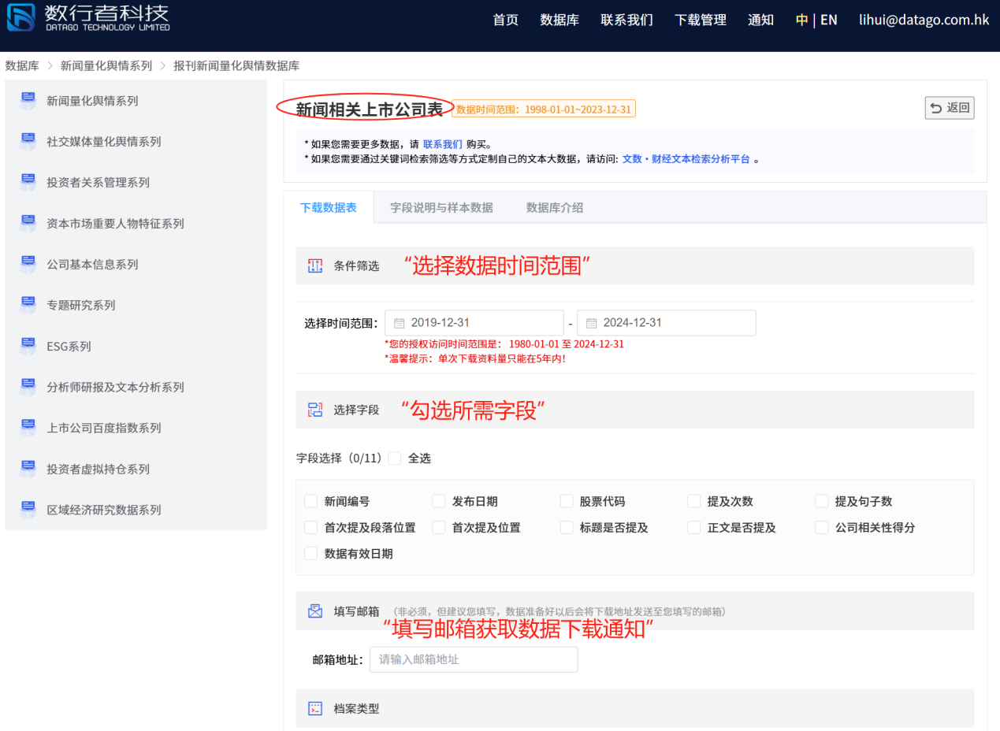 数行者科技
DATAGO TECHNOLOGY LIMITED
首页 数据库 联系我们 下载管理 通知 中 | EN lihui@datago.com.hk
数据库 > 新闻量化舆情系列 > 报刊新闻量化舆情数据库
新闻量化舆情系列
社交媒体量化舆情系列
投资者关系管理系列
资本市场重要人物特征系列
公司基本信息系列
专题研究系列
ESG系列
分析师研报及文本分析系列
上市公司百度指数系列
投资者虚拟持仓系列
区域经济研究数据系列
新闻相关上市公司表 数据时间范围：1998-01-01~2023-12-31 返回
* 如果您需要更多数据，请 联系我们 购买。
* 如果您需要通过关键词检索筛选等方式定制自己的文本大数据，请访问: 文数·财经文本检索分析平台 。
下载数据表 字段说明与样本数据 数据库介绍
条件筛选 “选择数据时间范围”
选择时间范围： 2019-12-31 - 2024-12-31
*您的授权访问时间范围是： 1980-01-01 至 2024-12-31
*温馨提示：单次下载资料量只能在5年内！
选择字段 “勾选所需字段”
字段选择（0/11） 全选
新闻编号 发布日期 股票代码 提及次数 提及句子数
首次提及段落位置 首次提及位置 标题是否提及 正文是否提及 公司相关性得分
数据有效日期
填写邮箱 （非必须，但建议您填写，数据准备好以后会将下载地址发送至您填写的邮箱）
“填写邮箱获取数据下载通知”
邮箱地址： 请输入邮箱地址
档案类型